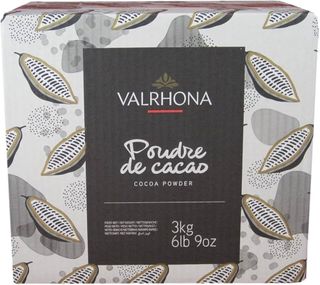 VALRHONA
Poudre
de cacao
COCOA POWDER
3kg
6lb 9oz